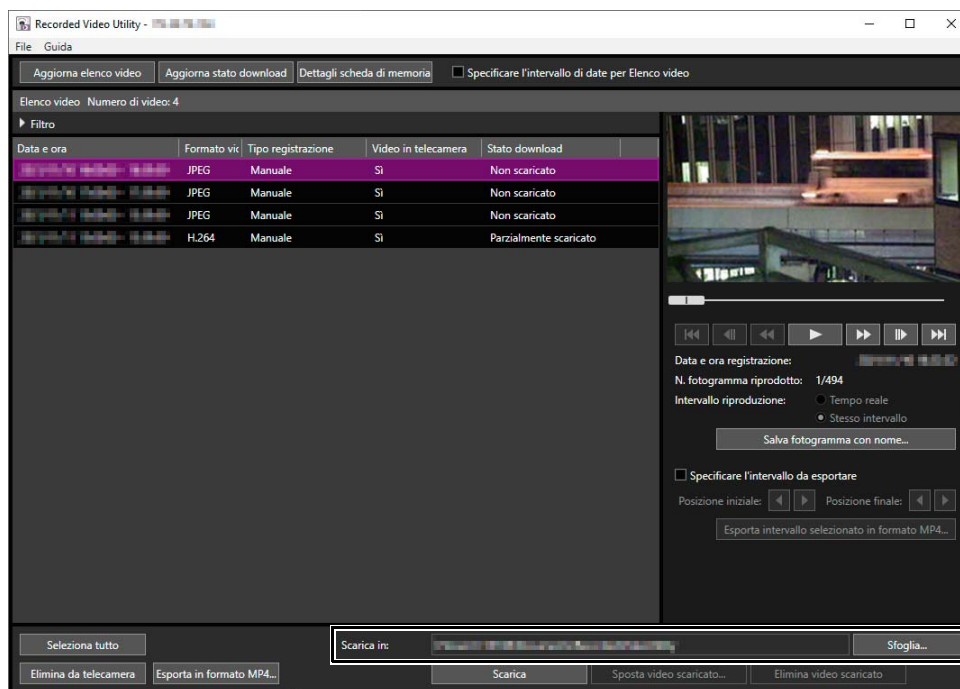 Recorded Video Utility -
File Guida
Aggiorna elenco video Aggiorna stato download Dettagli scheda di memoria Specificare l'intervallo di date per Elenco video
Elenco video Numero di video: 4
Filtro
Data e ora Formato vic Tipo registrazione Video in telecamera Stato download
JPEG Manuale Sì Non scaricato
JPEG Manuale Sì Non scaricato
JPEG Manuale Sì Non scaricato
H.264 Manuale Sì Parzialmente scaricato
Data e ora registrazione:
N. fotogramma riprodotto: 1/494
Intervallo riproduzione: Tempo reale
Stesso intervallo
Salva fotogramma con nome...
Specificare l'intervallo da esportare
Posizione iniziale: Posizione finale:
Esporta intervallo selezionato in formato MP4...
Seleziona tutto Scarica in: Sfoglia...
Elimina da telecamera Esporta in formato MP4... Scarica Sposta video scaricato... Elimina video scaricato